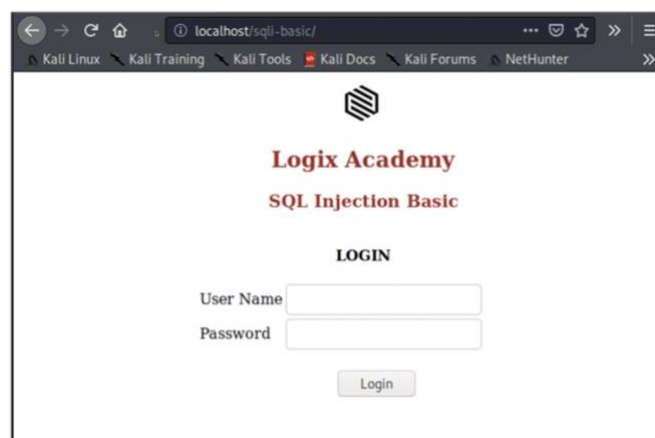 localhost/sqli-basic/
Kali Linux Kali Training Kali Tools Kali Docs Kali Forums NetHunter
Logix Academy
SQL Injection Basic
LOGIN
User Name
Password
Login